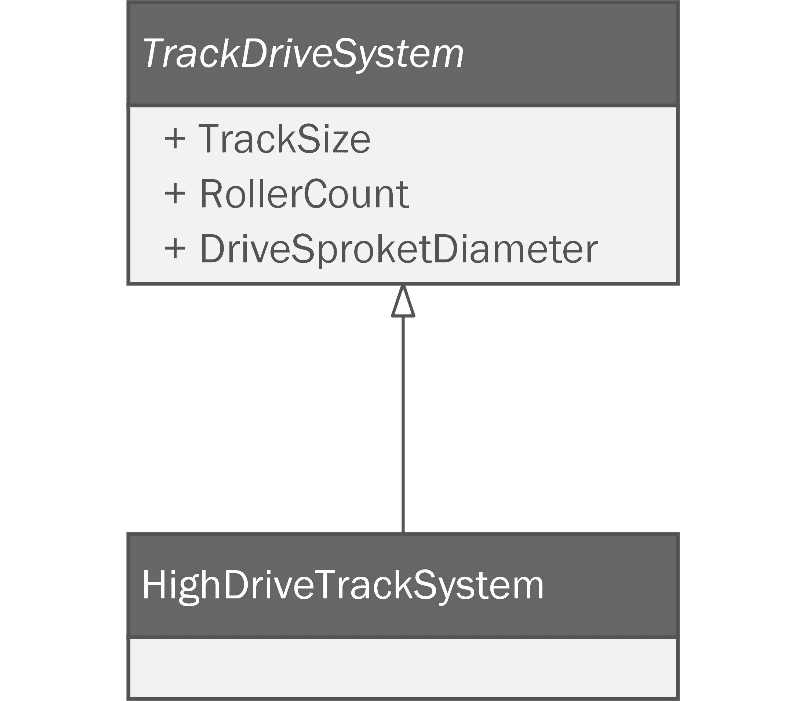 TrackDriveSystem
+ TrackSize
+ RollerCount
+ DriveSproketDiameter
HighDriveTrackSystem